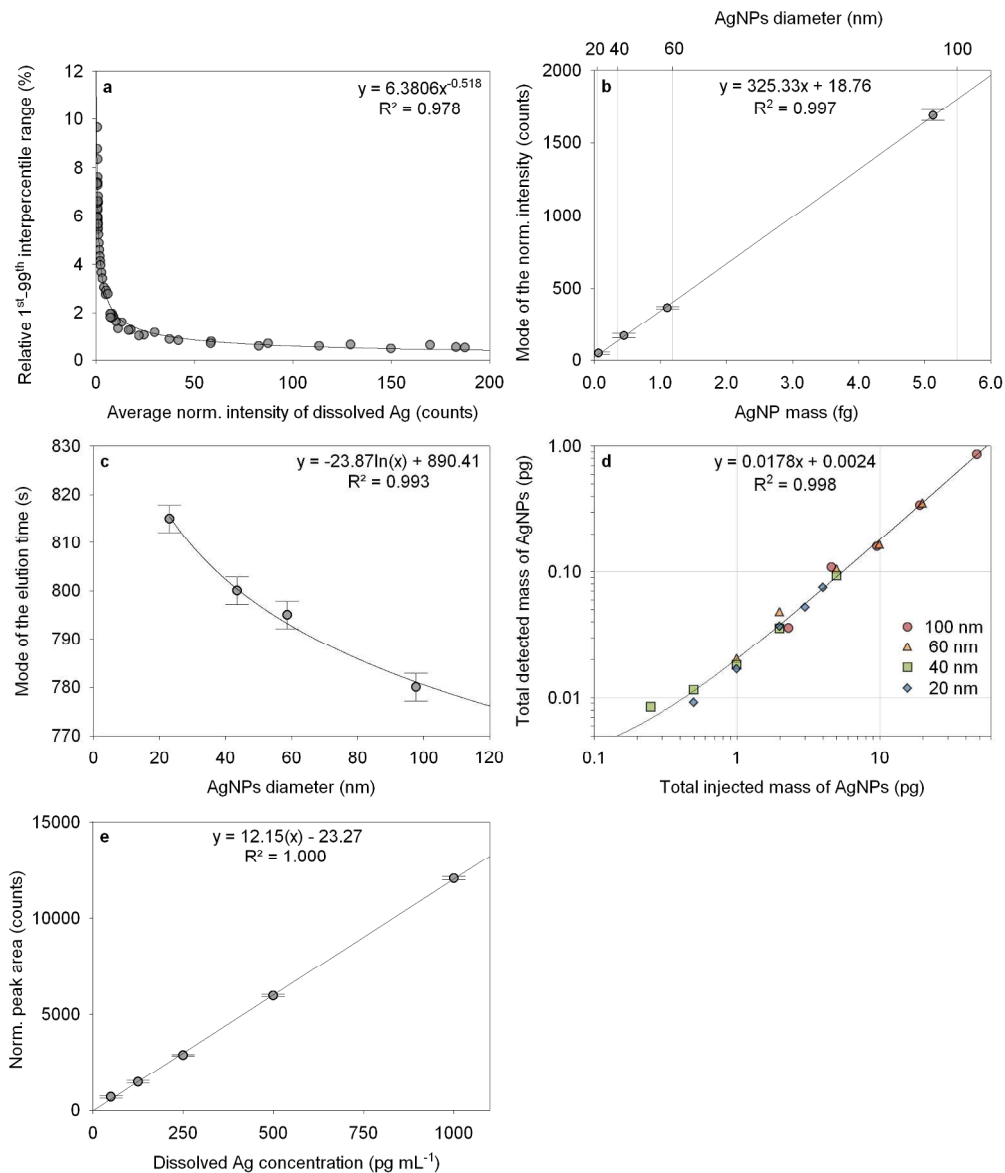 AgNPs diameter (nm)
20 40 60 100
a
y = 6.3806x^-0.518
R² = 0.978
12
10
8
6
4
2
0
Relative 1st-99th interpercentile range (%)
0 50 100 150 200
Average norm. intensity of dissolved Ag (counts)
b
y = 325.33x + 18.76
R² = 0.997
2000
1500
1000
500
0
Mode of the norm. intensity (counts)
0.0 1.0 2.0 3.0 4.0 5.0 6.0
AgNP mass (fg)
c
y = -23.87ln(x) + 890.41
R² = 0.993
830
820
810
800
790
780
770
Mode of the elution time (s)
0 20 40 60 80 100 120
AgNPs diameter (nm)
d
y = 0.0178x + 0.0024
R² = 0.998
1.00
0.10
0.01
Total detected mass of AgNPs (pg)
100 nm
60 nm
40 nm
20 nm
0.1 1 10
Total injected mass of AgNPs (pg)
e
y = 12.15(x) - 23.27
R² = 1.000
15000
10000
5000
0
Norm. peak area (counts)
0 250 500 750 1000
Dissolved Ag concentration (pg mL-1)